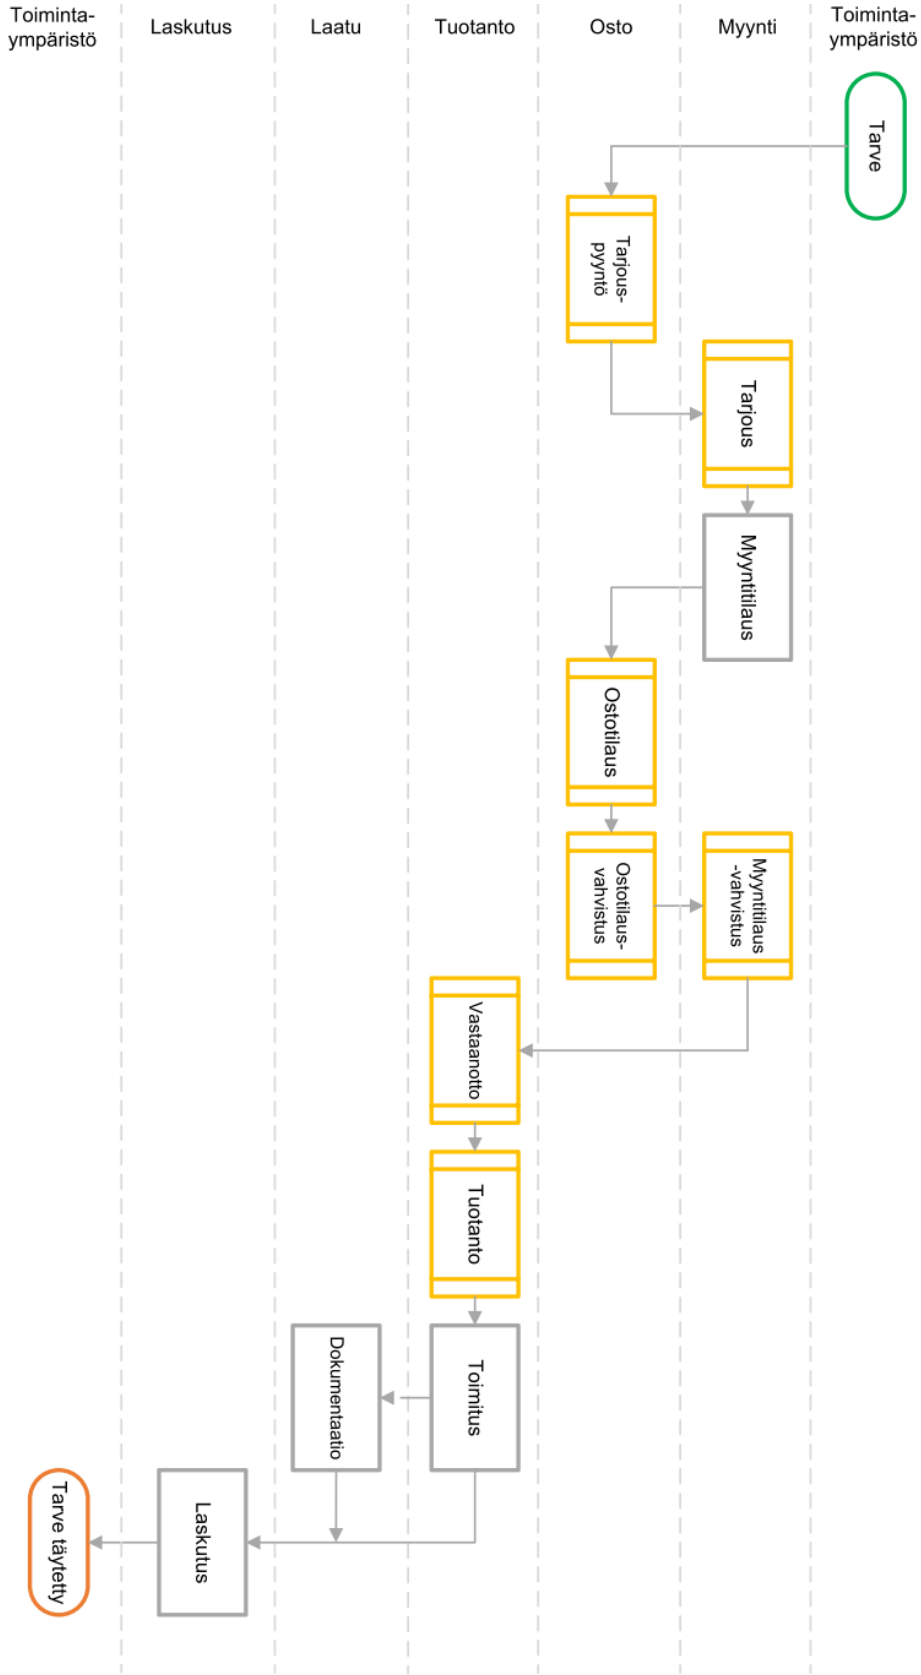 Toiminta-
ympäristö
Laskutus
Laatu
Tuotanto
Osto
Myynti
Toiminta-
ympäristö
Tarve
Tarjous-
pyyntö
Tarjous
Myyntitilaus
Ostotilaus
Ostotilaus-
vahvistus
Myyntitilaus
-vahvistus
Vastaanotto
Tuotanto
Toimitus
Dokumentaatio
Laskutus
Tarve täytetty